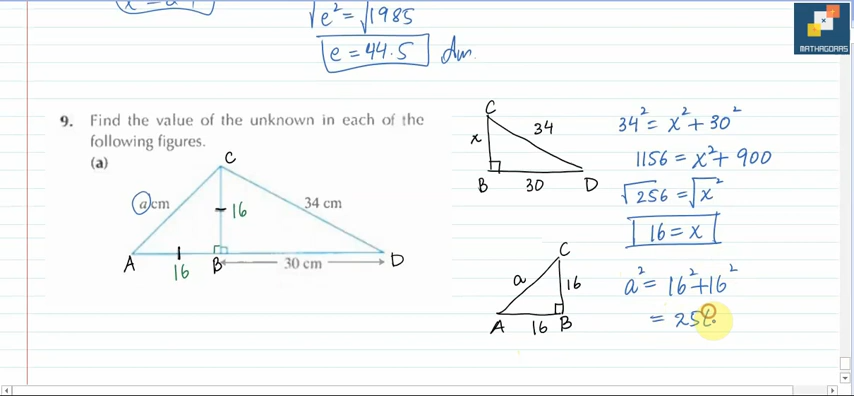 √e² = √1985
e = 44.5 Ans.
MATHAGORAS
9. Find the value of the unknown in each of the
following figures.
(a)
C
a cm
16
34 cm
A
16
B
30 cm
D
C
x
34
B
30
D
34² = x² + 30²
1156 = x² + 900
√256 = √x²
16 = x
C
a
16
A
16
B
a² = 16² + 16²
= 256